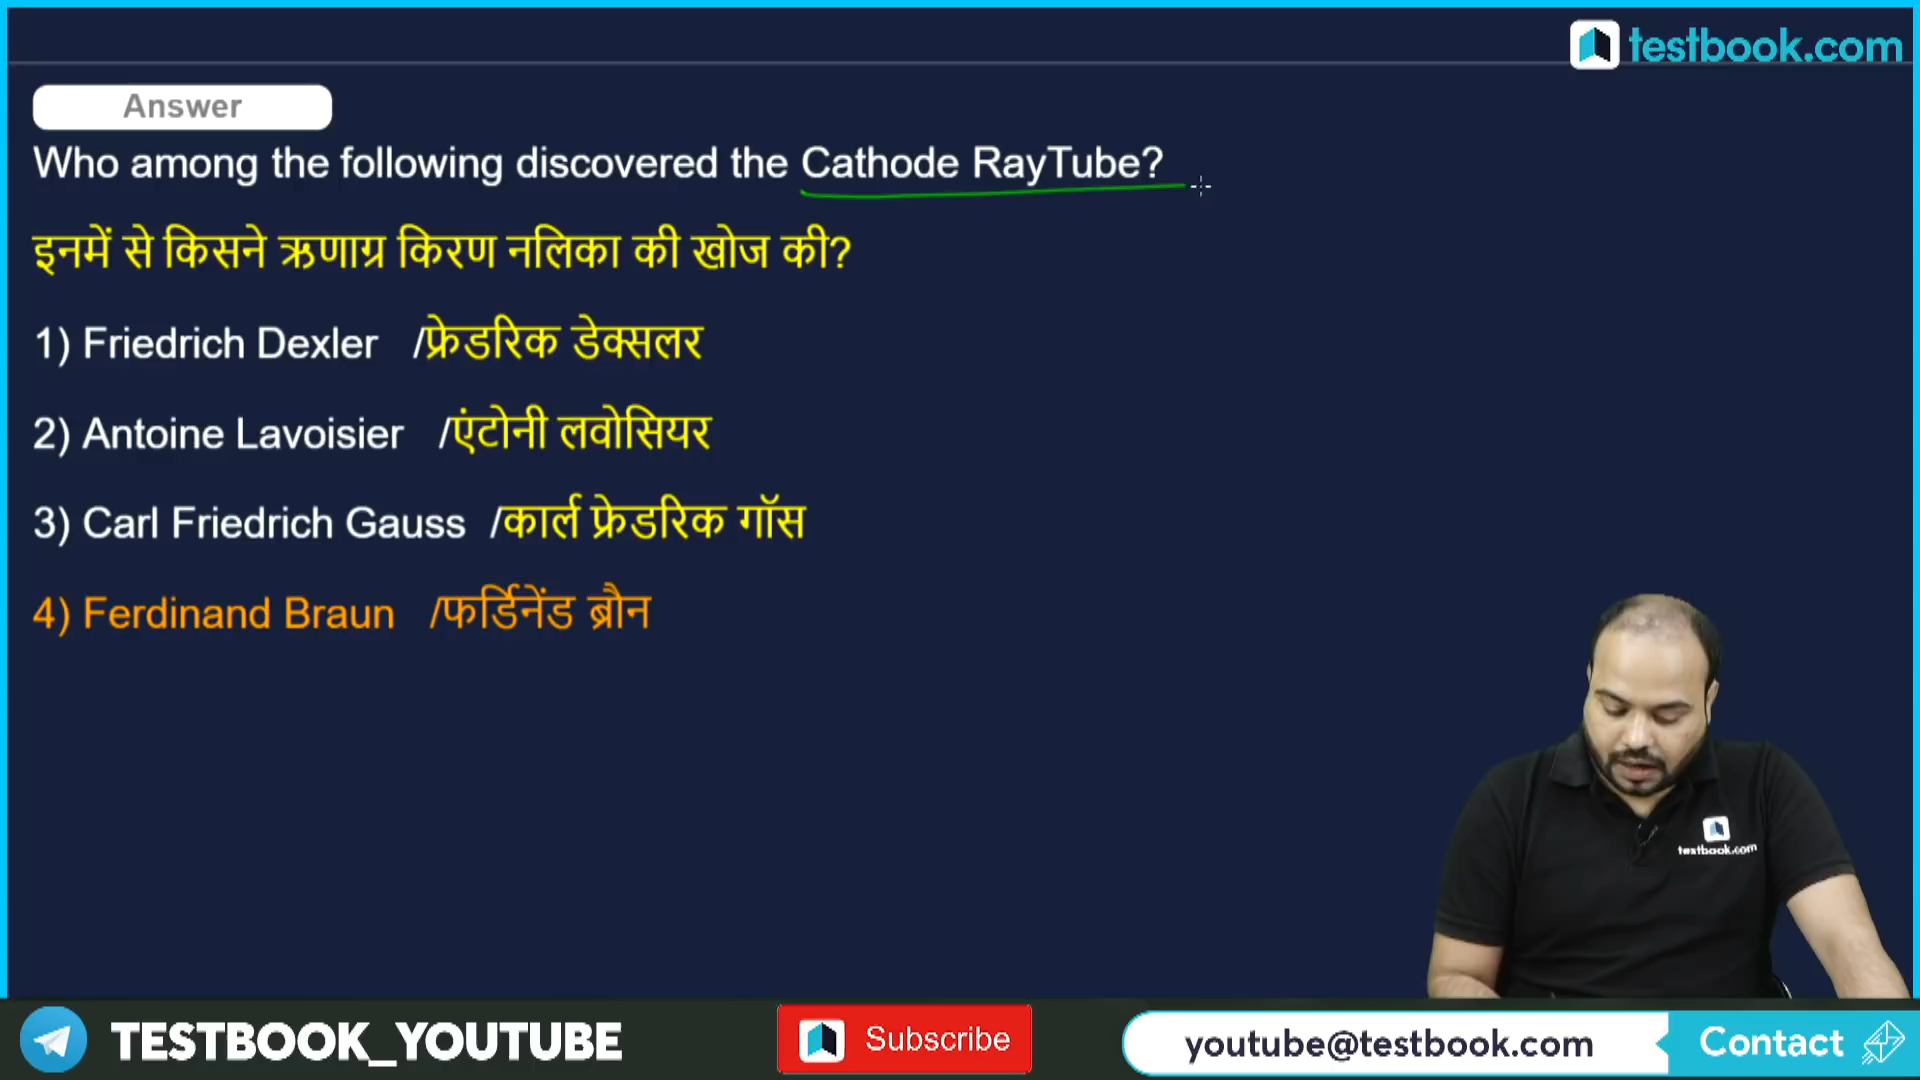 testbook.com
Answer
Who among the following discovered the Cathode RayTube?
इनमें से किसने ऋणाग्र किरण नलिका की खोज की?
1) Friedrich Dexler /फ्रेडरिक डेक्सलर
2) Antoine Lavoisier /एंटोनी लवोसियर
3) Carl Friedrich Gauss /कार्ल फ्रेडरिक गॉस
4) Ferdinand Braun /फर्डिनेंड ब्रौन
testbook.com
TESTBOOK_YOUTUBE
Subscribe
youtube@testbook.com
Contact